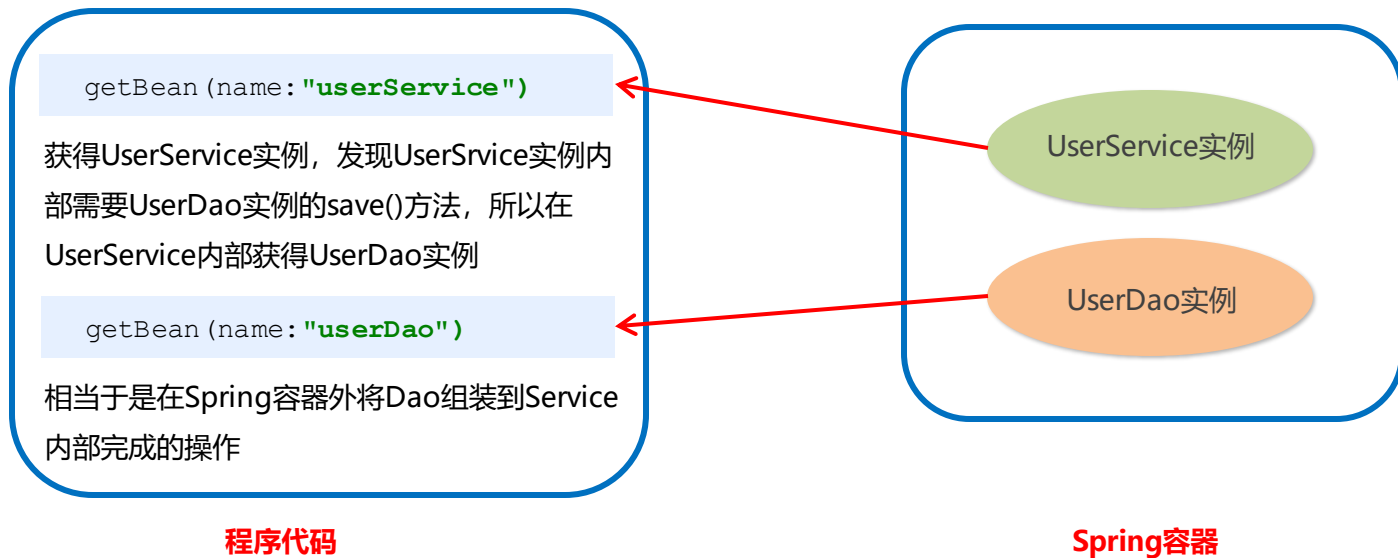 getBean(name:"userService")
获得UserService实例，发现UserSrvice实例内
部需要UserDao实例的save()方法，所以在
UserService内部获得UserDao实例
getBean(name:"userDao")
相当于是在Spring容器外将Dao组装到Service
内部完成的操作
程序代码
UserService实例
UserDao实例
Spring容器